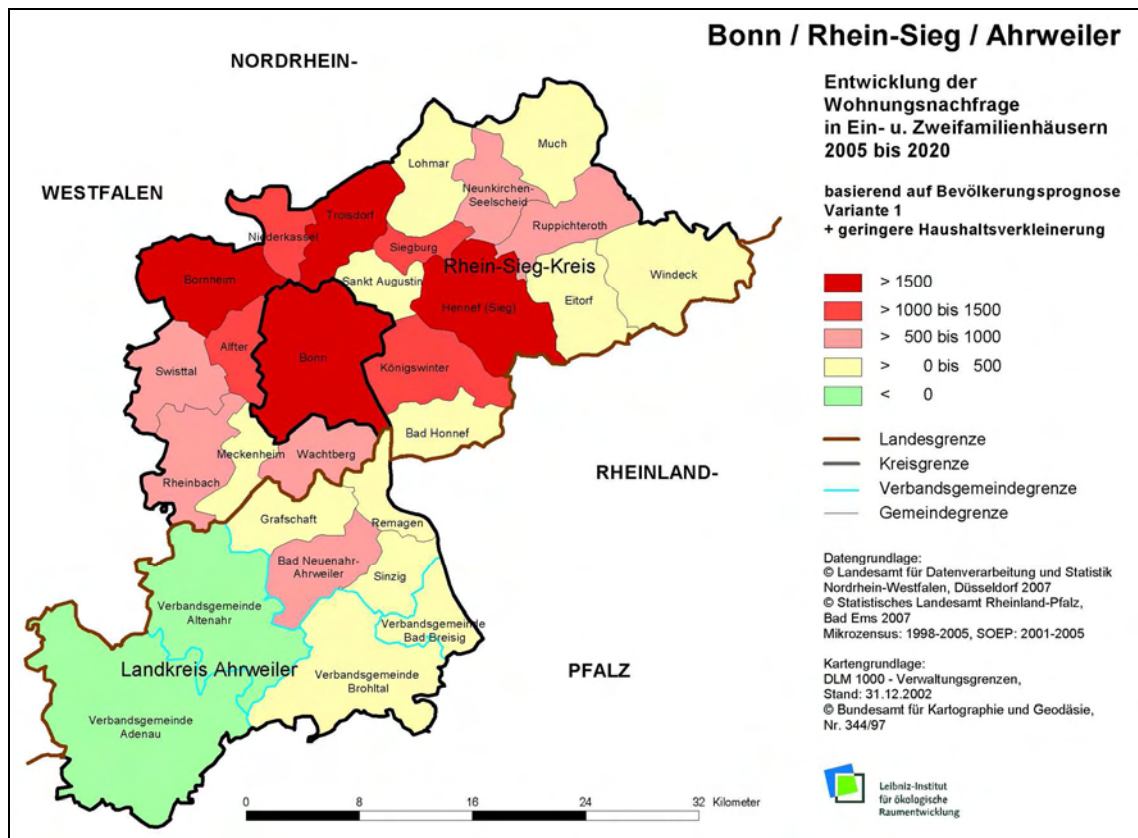 Bonn / Rhein-Sieg / Ahrweiler
NORDRHEIN-
WESTFALEN
RHEINLAND-
PFALZ
Much
Lohmar
Neunkirchen-
Seelscheid
Ruppichteroth
Troisdorf
Niederkassel
Siegburg
Rhein-Sieg-Kreis
Windeck
Sankt Augustin
Eitorf
Bornheim
Hennef (Sieg)
Alfter
Bonn
Königswinter
Swisttal
Bad Honnef
Meckenheim
Wachtberg
Rheinbach
Grafschaft
Remagen
Bad Neuenahr-
Ahrweiler
Sinzig
Verbandsgemeinde
Altenahr
Verbandsgemeinde
Bad Breisig
Landkreis Ahrweiler
Verbandsgemeinde
Brohltal
Verbandsgemeinde
Adenau
0 8 16 24 32 Kilometer
Entwicklung der
Wohnungsnachfrage
in Ein- u. Zweifamilienhäusern
2005 bis 2020
basierend auf Bevölkerungsprognose
Variante 1
+ geringere Haushaltsverkleinerung
> 1500
> 1000 bis 1500
> 500 bis 1000
> 0 bis 500
< 0
Landesgrenze
Kreisgrenze
Verbandsgemeindegrenze
Gemeindegrenze
Datengrundlage:
© Landesamt für Datenverarbeitung und Statistik
Nordrhein-Westfalen, Düsseldorf 2007
© Statistisches Landesamt Rheinland-Pfalz,
Bad Ems 2007
Mikrozensus: 1998-2005, SOEP: 2001-2005
Kartengrundlage:
DLM 1000 - Verwaltungsgrenzen,
Stand: 31.12.2002
© Bundesamt für Kartographie und Geodäsie,
Nr. 344/97
Leibniz-Institut
für ökologische
Raumentwicklung